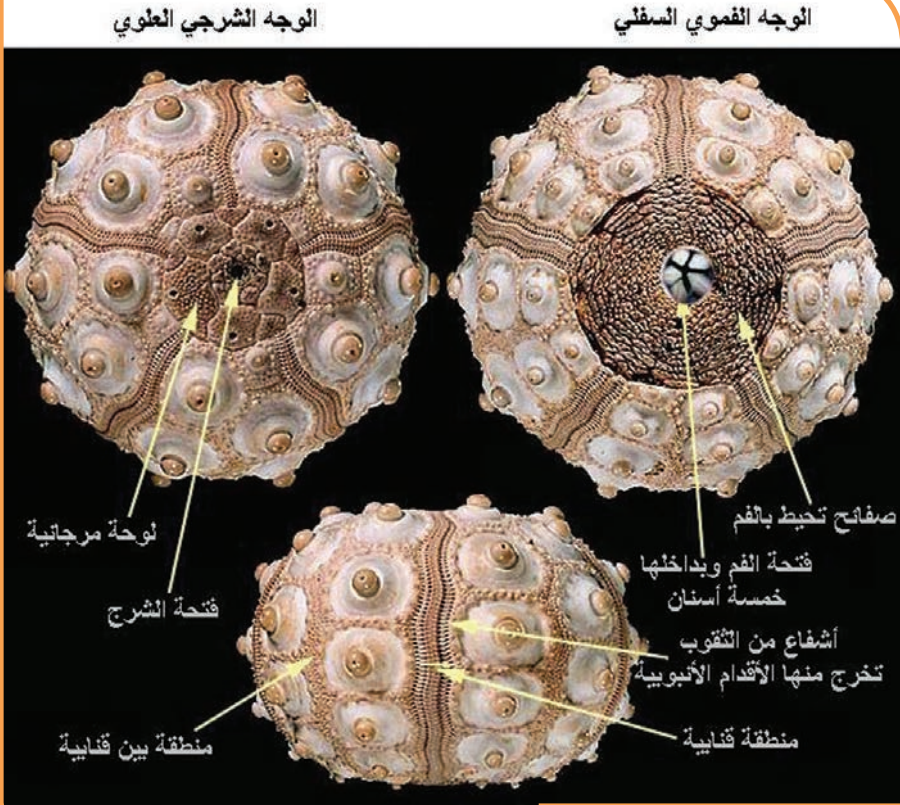 الوجه الفموي السفلي
الوجه الشرجي العلوي
صفائح تحيط بالفم
فتحة الفم وبداخلها
خمسة أسنان
لوحة مرجانية
فتحة الشرج
أشفاع من الثقوب
تخرج منها الأقدام الأنبوبية
منطقة قنابية
منطقة بين قنابية